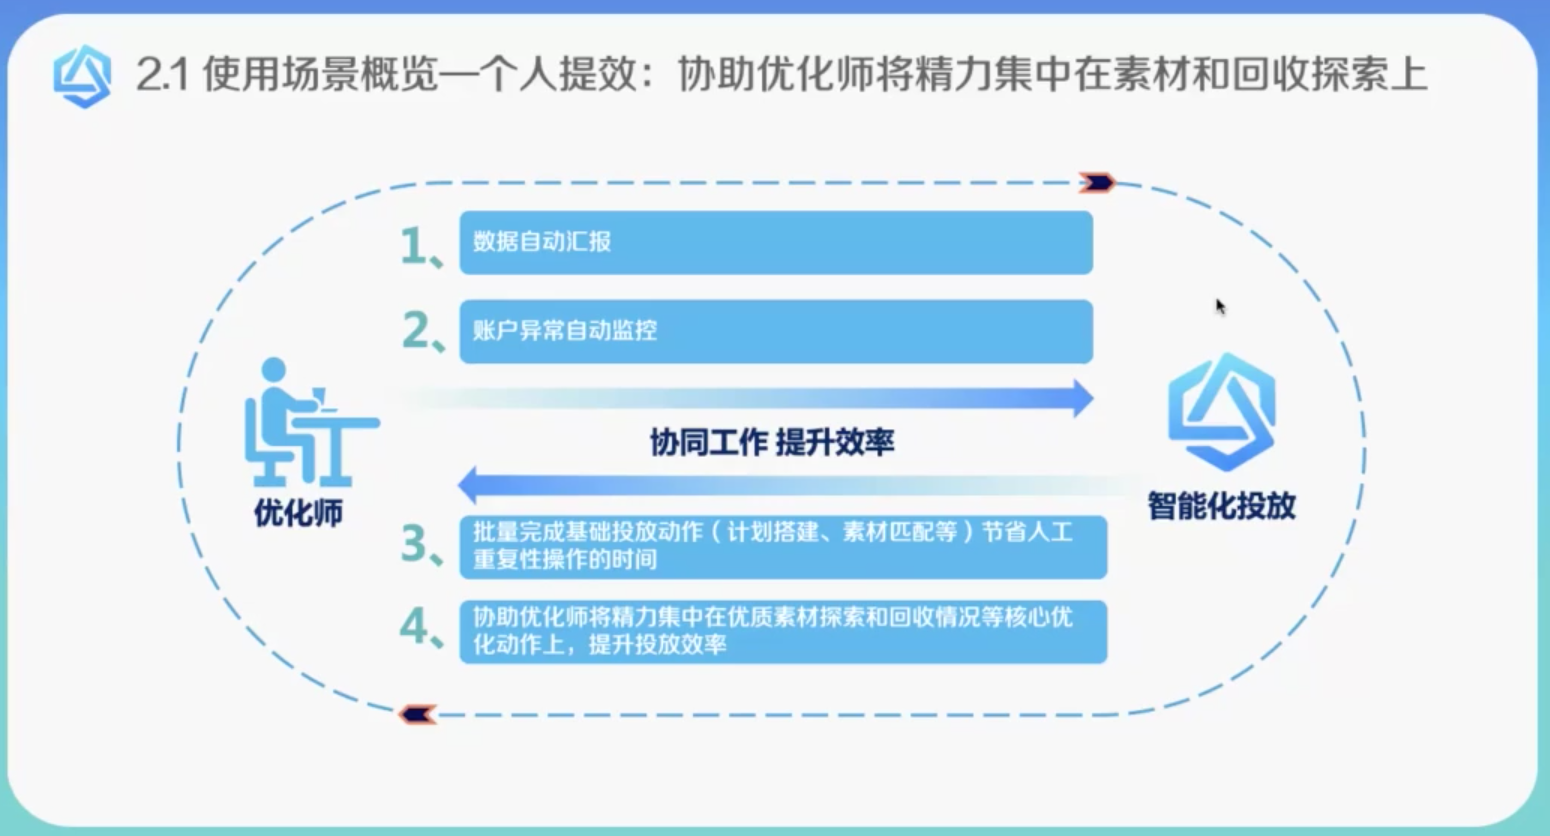 2.1 使用场景概览—个人提效：协助优化师将精力集中在素材和回收探索上
1、
数据自动汇报
2、
账户异常自动监控
协同工作 提升效率
优化师
智能化投放
3、
批量完成基础投放动作（计划搭建、素材匹配等）节省人工
重复性操作的时间
4、
协助优化师将精力集中在优质素材探索和回收情况等核心优
化动作上，提升投放效率